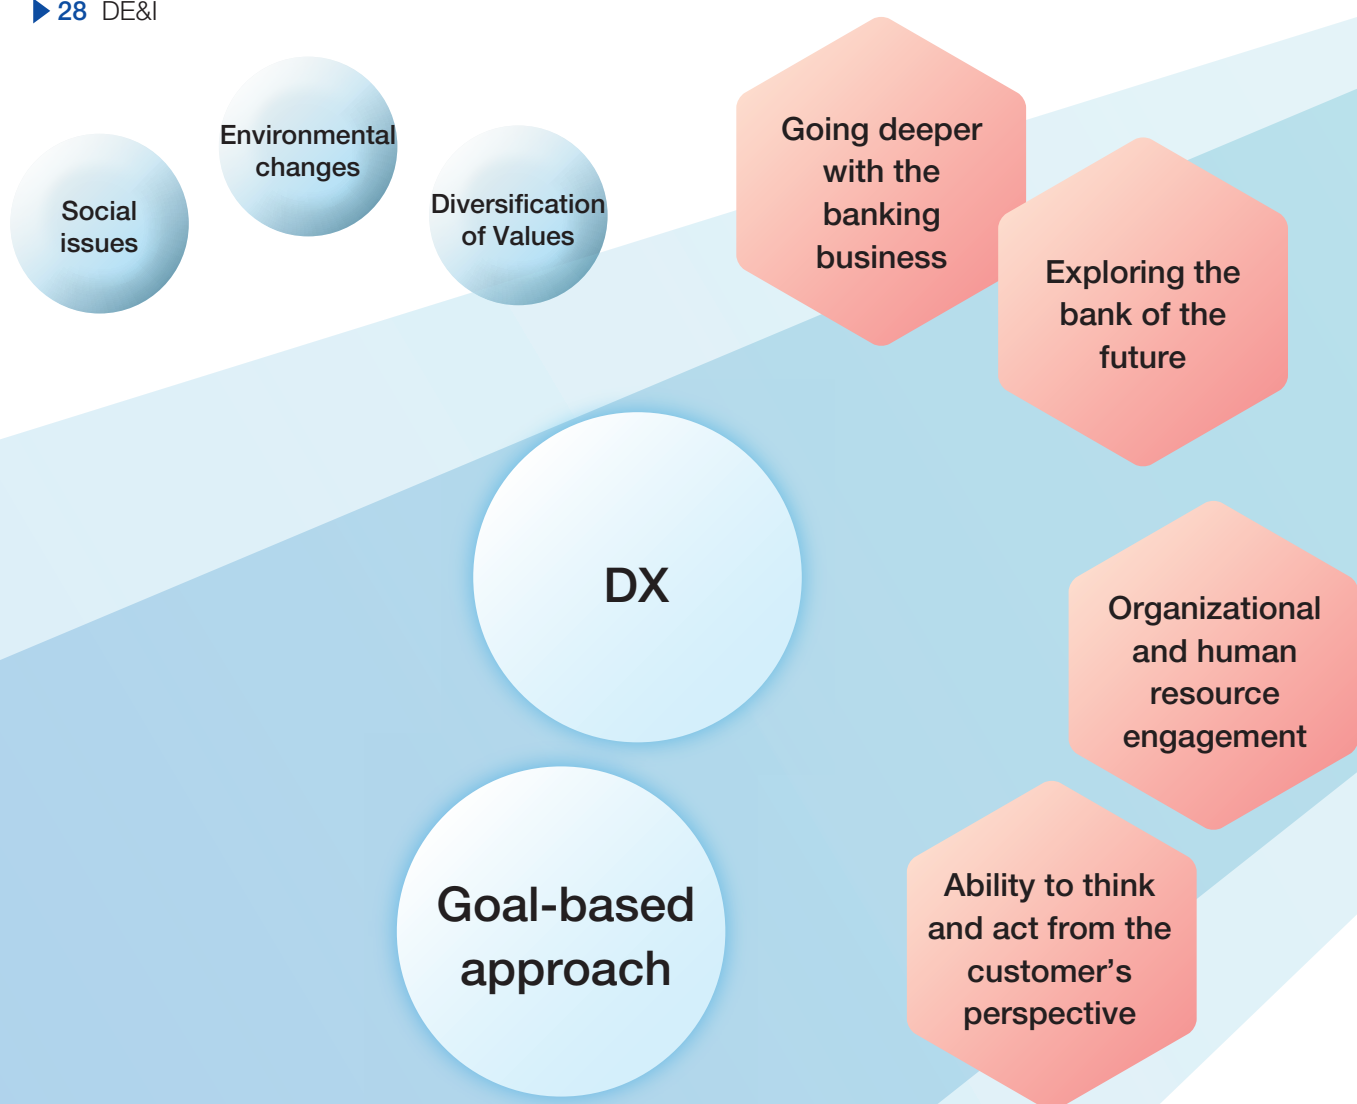 28 DE&I
Social
issues
Environmental
changes
Diversification
of Values
Going deeper
with the
banking
business
Exploring the
bank of the
future
DX
Organizational
and human
resource
engagement
Goal-based
approach
Ability to think
and act from the
customer’s
perspective